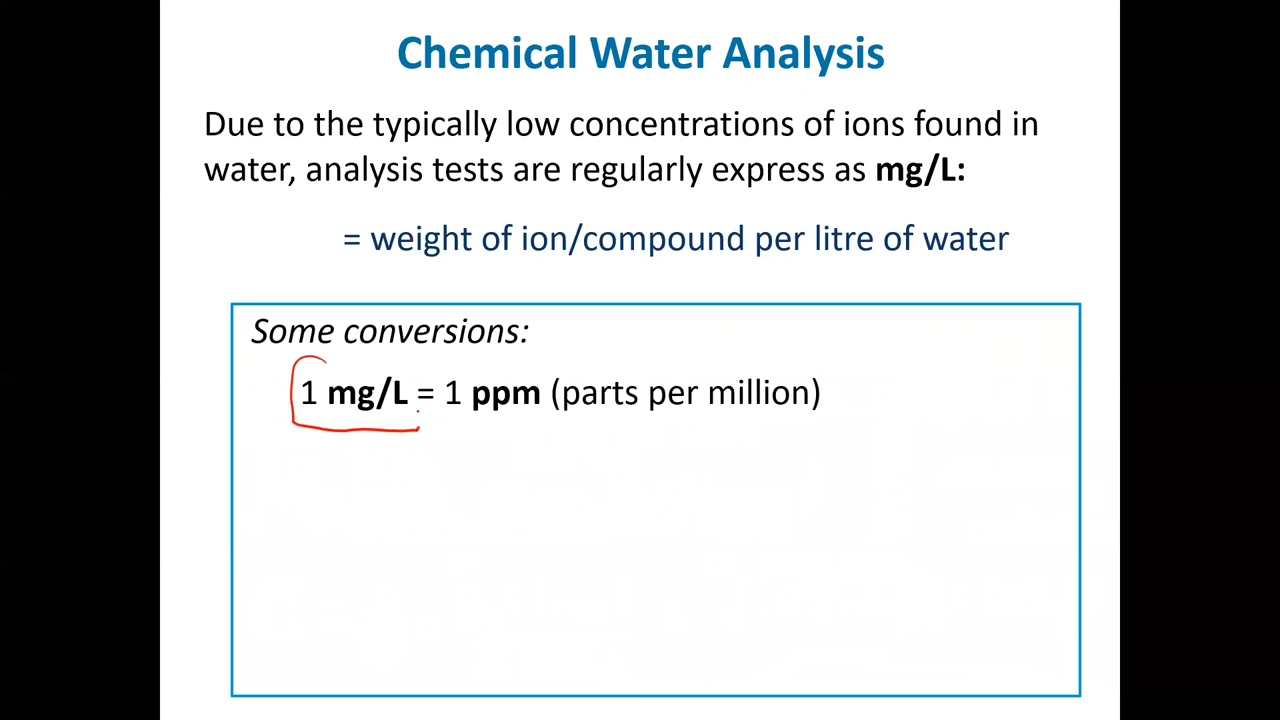 Chemical Water Analysis
Due to the typically low concentrations of ions found in
water, analysis tests are regularly express as mg/L:
= weight of ion/compound per litre of water
Some conversions:
1 mg/L = 1 ppm (parts per million)